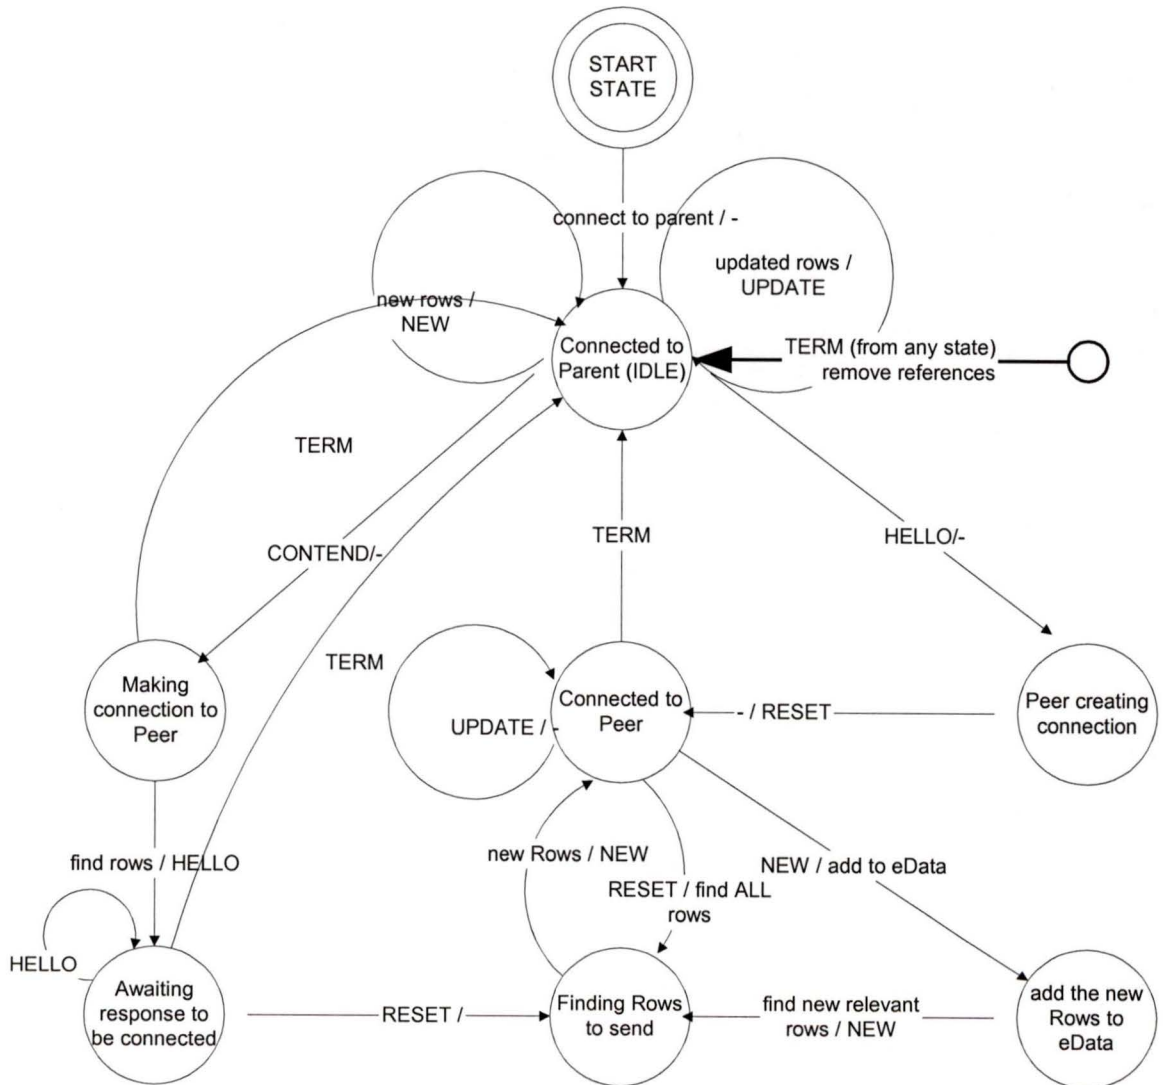 START
STATE
connect to parent / -
updated rows /
UPDATE
new rows /
NEW
Connected to
Parent (IDLE)
TERM (from any state)
remove references
TERM
CONTEND/-
TERM
HELLO/-
TERM
Making
connection to
Peer
UPDATE / -
Connected to
Peer
- / RESET
Peer creating
connection
find rows / HELLO
new Rows / NEW
NEW / add to eData
RESET / find ALL
rows
HELLO
Awaiting
response to
be connected
RESET /
Finding Rows
to send
find new relevant
rows / NEW
add the new
Rows to
eData